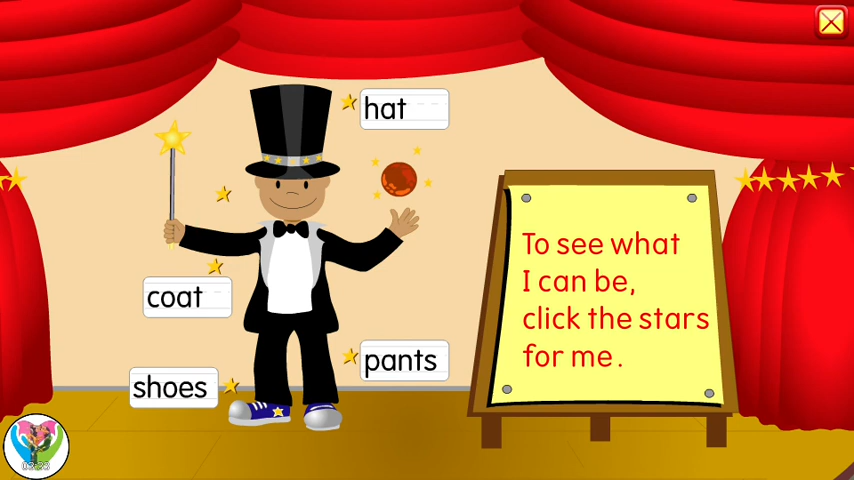 hat
coat
pants
shoes
To see what
I can be,
click the stars
for me.